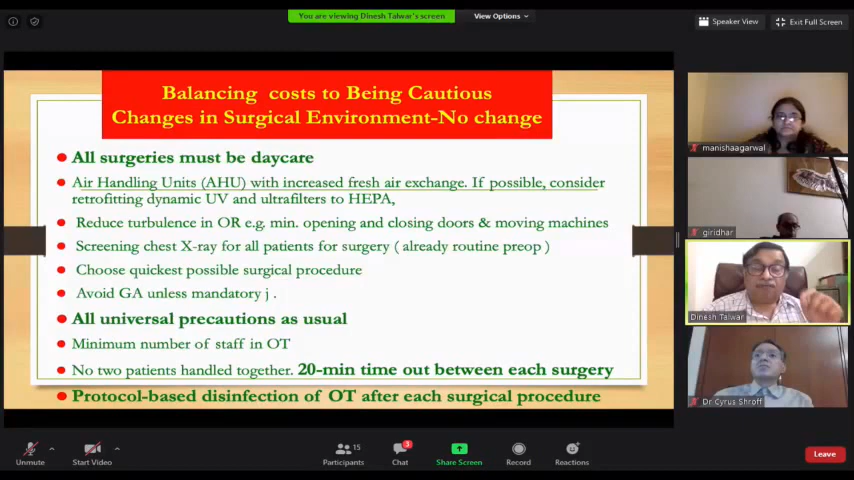 You are viewing Dinesh Talwar's screen
View Options
Speaker View
Exit Full Screen
Balancing costs to Being Cautious
Changes in Surgical Environment-No change
All surgeries must be daycare
Air Handling Units (AHU) with increased fresh air exchange. If possible, consider
retrofitting dynamic UV and ultrafilters to HEPA,
Reduce turbulence in OR e.g. min. opening and closing doors & moving machines
Screening chest X-ray for all patients for surgery ( already routine preop )
Choose quickest possible surgical procedure
Avoid GA unless mandatory j .
All universal precautions as usual
Minimum number of staff in OT
No two patients handled together. 20-min time out between each surgery
Protocol-based disinfection of OT after each surgical procedure
manishaagarwal
giridhar
Dinesh Talwar
Dr Cyrus Shroff
Unmute
Start Video
15
Participants
3
Chat
Share Screen
Record
Reactions
Leave